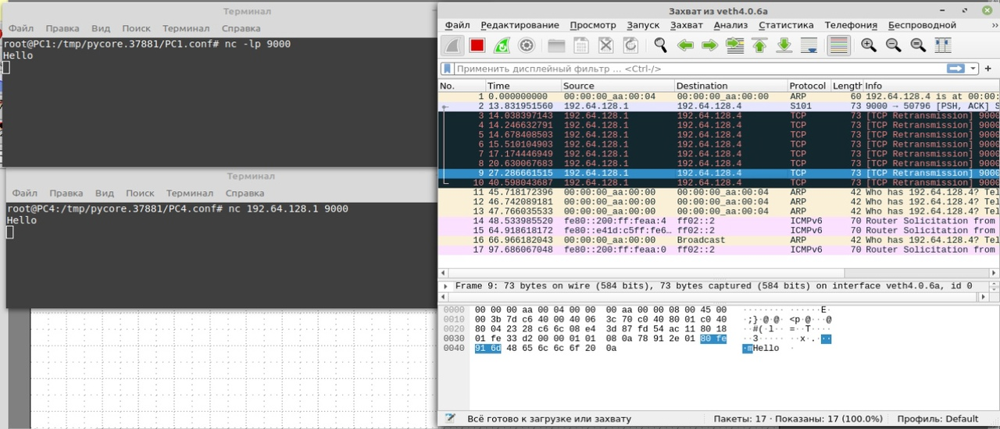 Терминал
Файл Правка Вид Поиск Терминал Справка
root@PC1:/tmp/pycore.37881/PC1.conf# nc -lp 9000
Hello
Терминал
Файл Правка Вид Поиск Терминал Справка
root@PC4:/tmp/pycore.37881/PC4.conf# nc 192.64.128.1 9000
Hello
Захват из veth4.0.6a
Файл Редактирование Просмотр Запуск Захват Анализ Статистика Телефония Беспроводной »
Применить дисплейный фильтр … <Ctrl-/>
No. Time Source Destination Protocol Length Info
1 0.000000000 00:00:00_aa:00:04 00:00:00_aa:00:00 ARP 60 192.64.128.4 is at 00:00:
2 13.831951560 192.64.128.1 192.64.128.4 S101 73 9000 → 50796 [PSH, ACK] S
3 14.038397143 192.64.128.1 192.64.128.4 TCP 73 [TCP Retransmission] 9000
4 14.246632791 192.64.128.1 192.64.128.4 TCP 73 [TCP Retransmission] 9000
5 14.678408503 192.64.128.1 192.64.128.4 TCP 73 [TCP Retransmission] 9000
6 15.510104903 192.64.128.1 192.64.128.4 TCP 73 [TCP Retransmission] 9000
7 17.174446949 192.64.128.1 192.64.128.4 TCP 73 [TCP Retransmission] 9000
8 20.630067683 192.64.128.1 192.64.128.4 TCP 73 [TCP Retransmission] 9000
9 27.286661515 192.64.128.1 192.64.128.4 TCP 73 [TCP Retransmission] 9000
10 40.598043687 192.64.128.1 192.64.128.4 TCP 73 [TCP Retransmission] 9000
11 45.718172396 00:00:00_aa:00:00 00:00:00_aa:00:04 ARP 42 Who has 192.64.128.4? Tel
12 46.742089181 00:00:00_aa:00:00 00:00:00_aa:00:04 ARP 42 Who has 192.64.128.4? Tel
13 47.766035533 00:00:00_aa:00:00 00:00:00_aa:00:04 ARP 42 Who has 192.64.128.4? Tel
14 48.533985520 fe80::200:ff:feaa:4 ff02::2 ICMPv6 70 Router Solicitation from
15 64.918618172 fe80::e41d:c5ff:fe6… ff02::2 ICMPv6 70 Router Solicitation from
16 66.966182043 00:00:00_aa:00:00 Broadcast ARP 42 Who has 192.64.128.4? Tel
17 97.686067048 fe80::200:ff:feaa:0 ff02::2 ICMPv6 70 Router Solicitation from
Frame 9: 73 bytes on wire (584 bits), 73 bytes captured (584 bits) on interface veth4.0.6a, id 0
0000 00 00 00 aa 00 04 00 00 00 aa 00 00 08 00 45 00 ········ ······E·
0010 00 3b 7d c6 40 00 40 06 3c 70 c0 40 80 01 c0 40 ·;}·@·@· <p·@···@
0020 80 04 23 28 c6 6c 08 e4 3d 87 fd 54 ac 11 80 18 ··#(·l·· =··T····
0030 01 fe 33 d2 00 00 01 01 08 0a 78 91 2e 01 80 fe ··3····· ··x·.···
0040 91 6d 48 65 6c 6c 6f 20 0a ·mHello ·
Всё готово к загрузке или захвату Пакеты: 17 · Показаны: 17 (100.0%) Профиль: Default